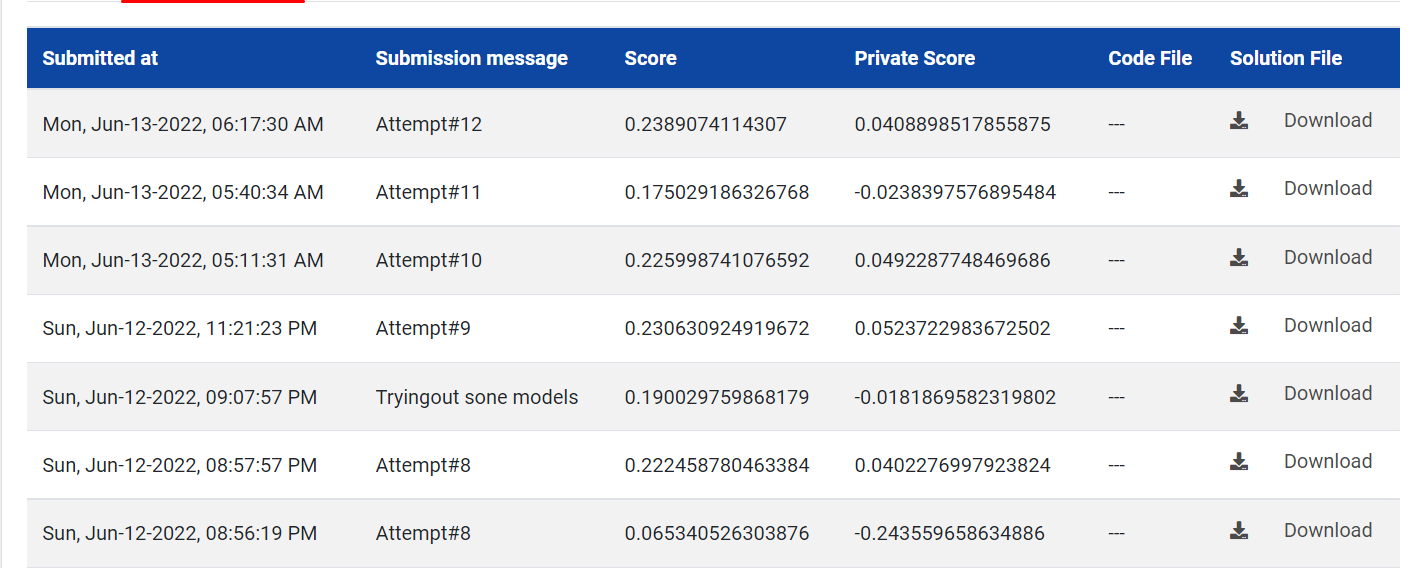 Submitted at Submission message Score Private Score Code File Solution File
Mon, Jun-13-2022, 06:17:30 AM Attempt#12 0.2389074114307 0.0408898517855875 --- Download
Mon, Jun-13-2022, 05:40:34 AM Attempt#11 0.175029186326768 -0.0238397576895484 --- Download
Mon, Jun-13-2022, 05:11:31 AM Attempt#10 0.225998741076592 0.0492287748469686 --- Download
Sun, Jun-12-2022, 11:21:23 PM Attempt#9 0.230630924919672 0.0523722983672502 --- Download
Sun, Jun-12-2022, 09:07:57 PM Tryingout sone models 0.190029759868179 -0.0181869582319802 --- Download
Sun, Jun-12-2022, 08:57:57 PM Attempt#8 0.222458780463384 0.0402276997923824 --- Download
Sun, Jun-12-2022, 08:56:19 PM Attempt#8 0.065340526303876 -0.243559658634886 --- Download